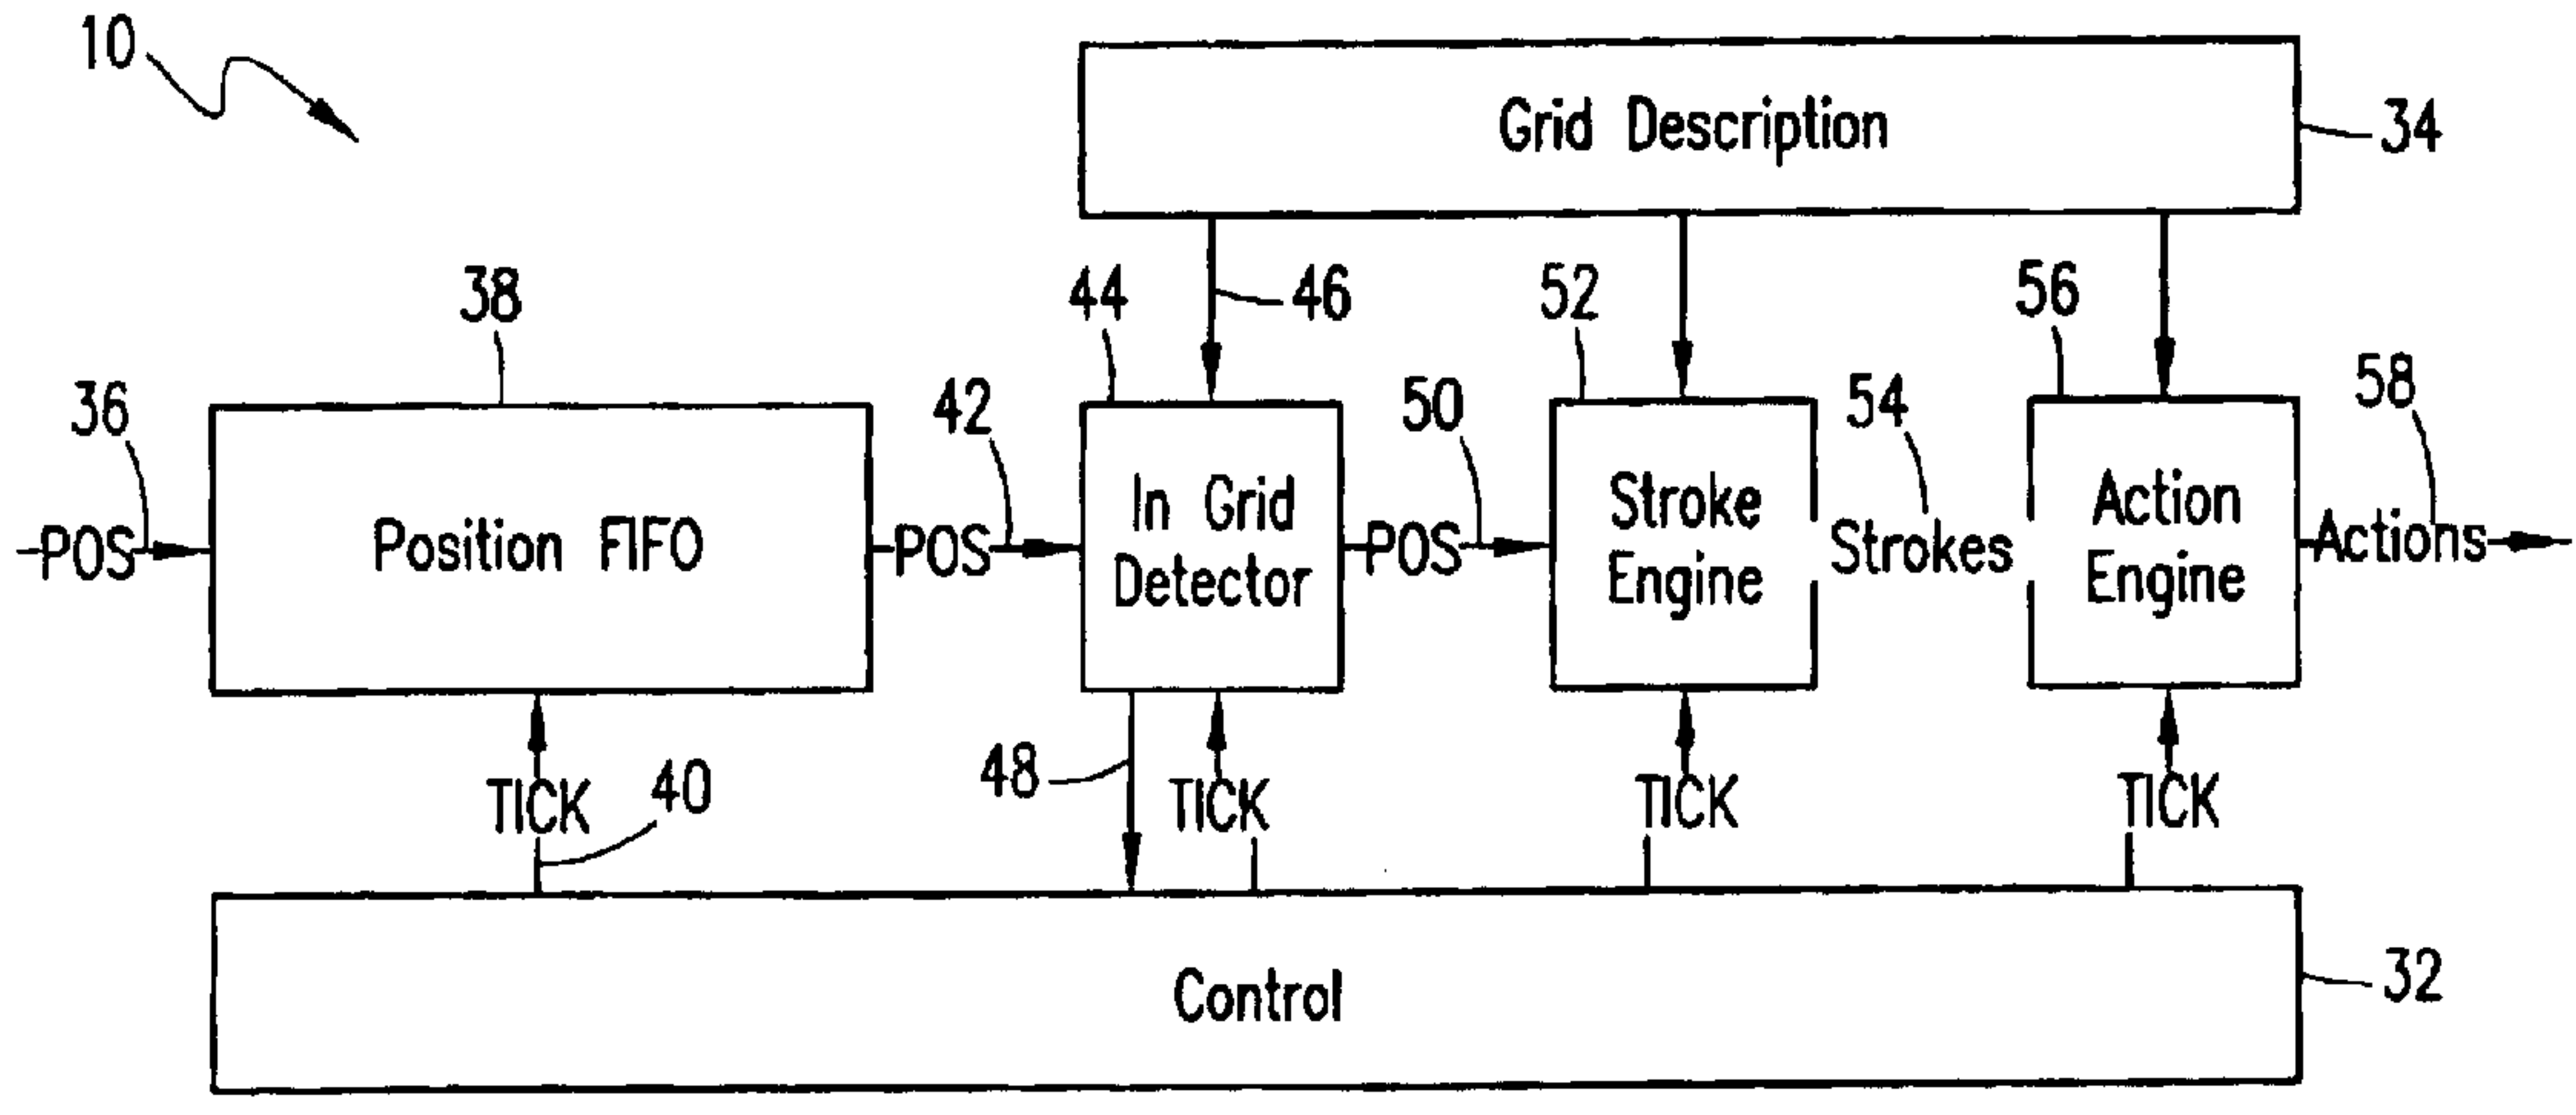 10
Grid Description
34
38
44
46
52
56
36
42
50
54
58
POS
Position FIFO
POS
In Grid
Detector
POS
Stroke
Engine
Strokes
Action
Engine
Actions
48
TICK
40
TICK
TICK
TICK
Control
32